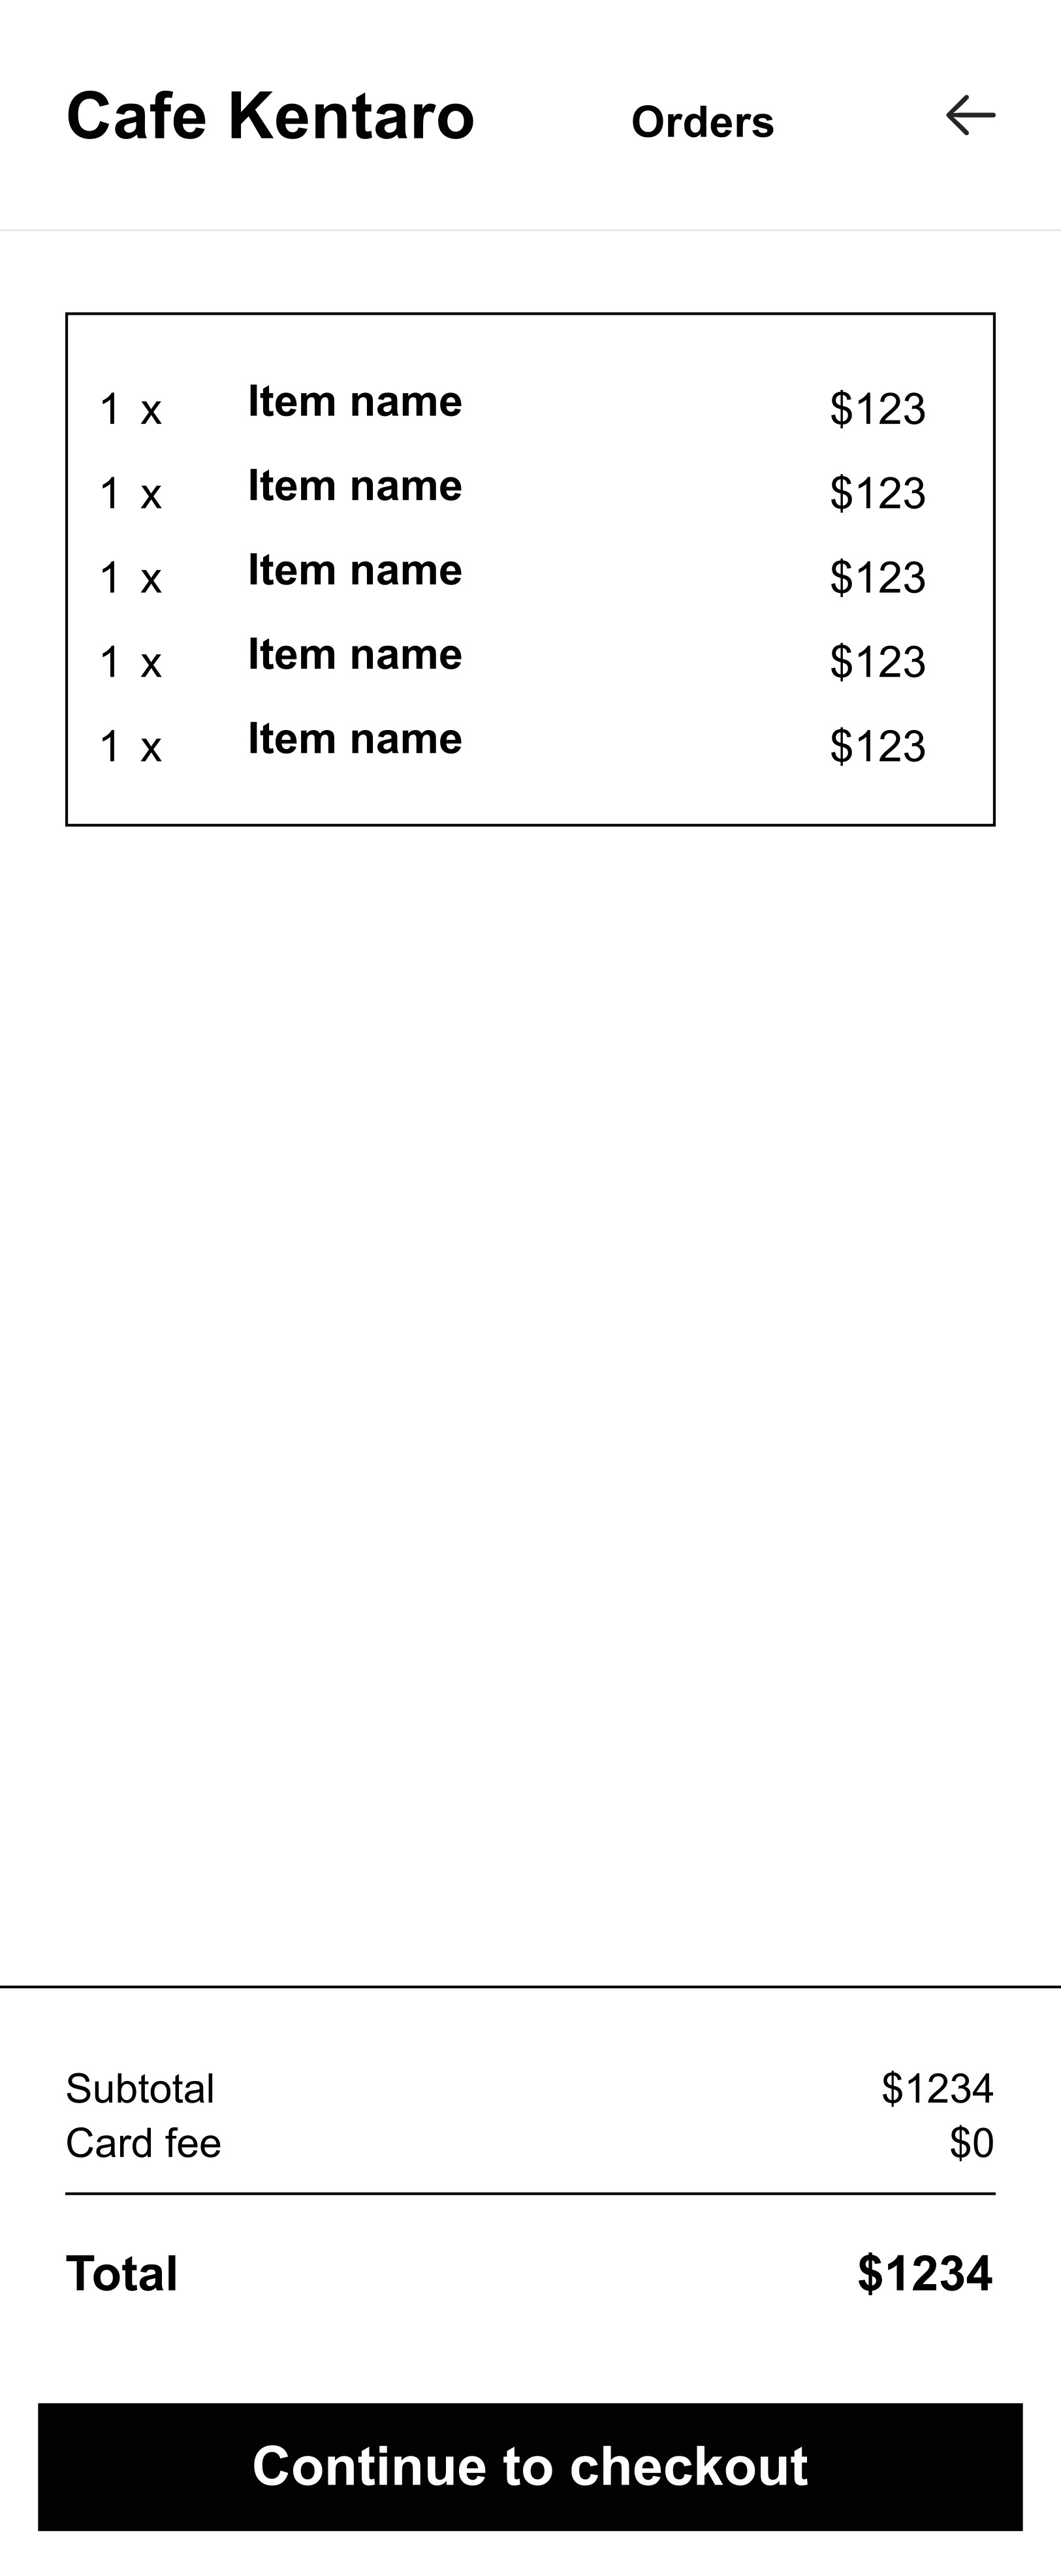 Cafe Kentaro Orders
1 x Item name $123
1 x Item name $123
1 x Item name $123
1 x Item name $123
1 x Item name $123
Subtotal $1234
Card fee $0
Total $1234
Continue to checkout